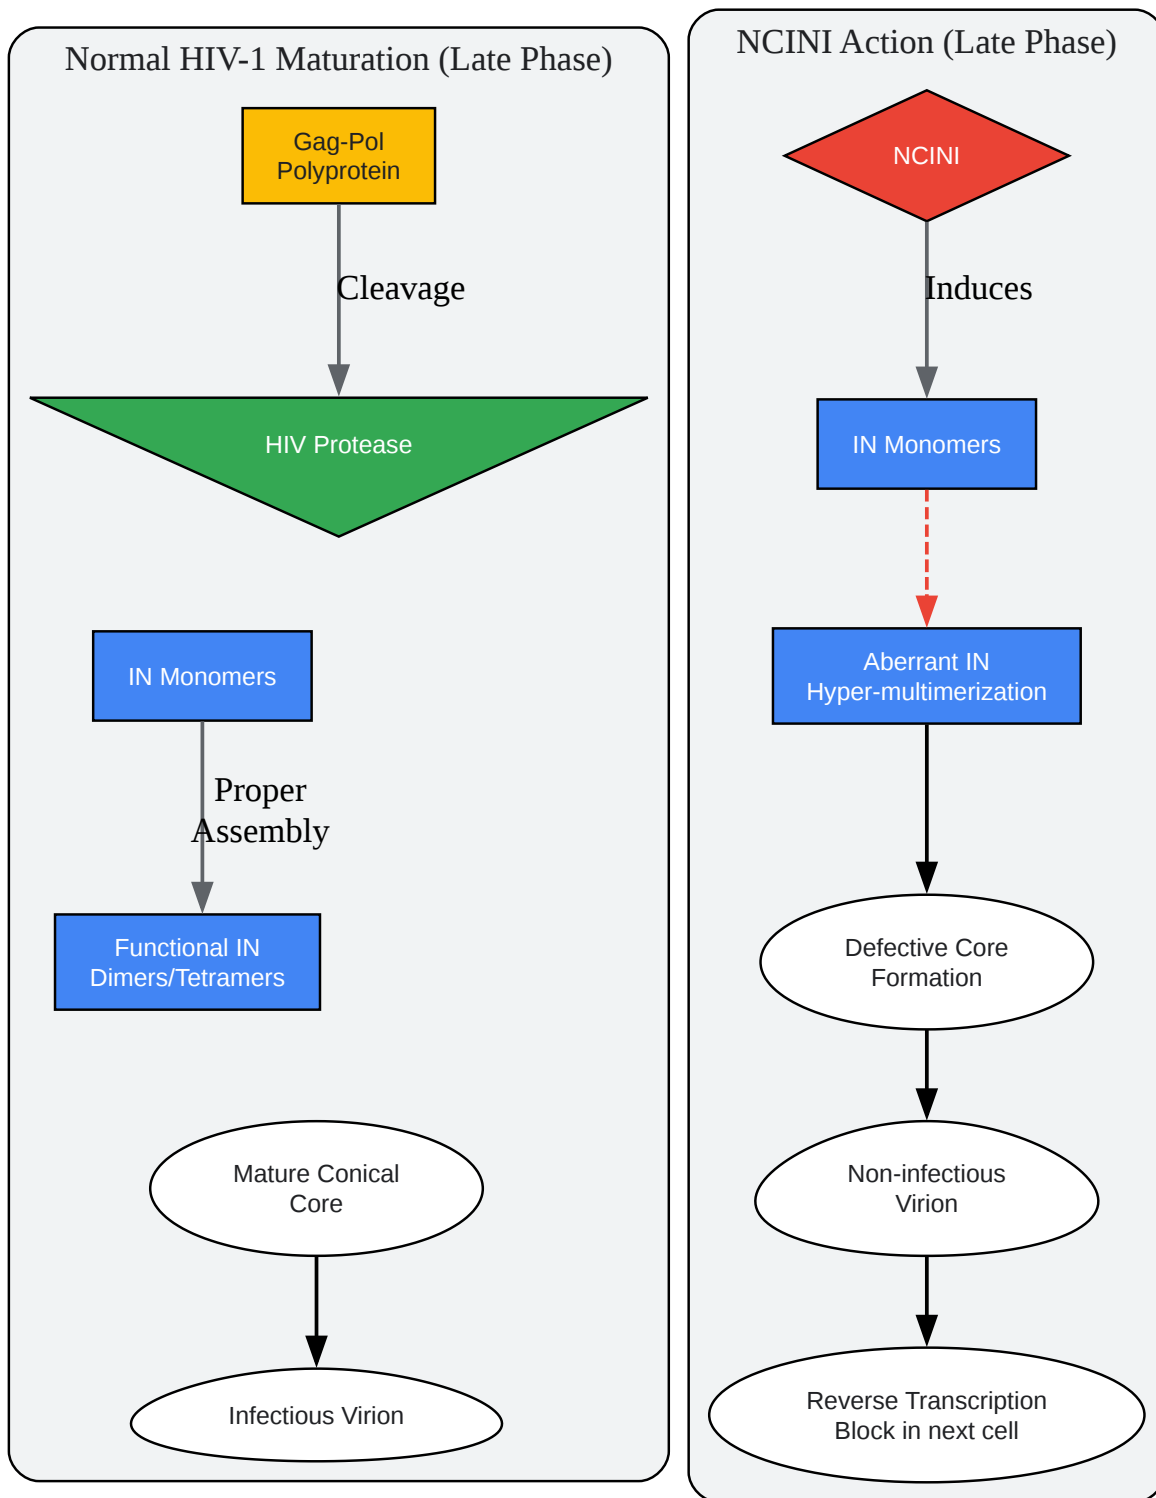 Normal HIV-1 Maturation (Late Phase)
Gag-Pol
Polyprotein
Cleavage
HIV Protease
IN Monomers
Proper
Assembly
Functional IN
Dimers/Tetramers
Mature Conical
Core
Infectious Virion
NCINI Action (Late Phase)
NCINI
Induces
IN Monomers
Aberrant IN
Hyper-multimerization
Defective Core
Formation
Non-infectious
Virion
Reverse Transcription
Block in next cell